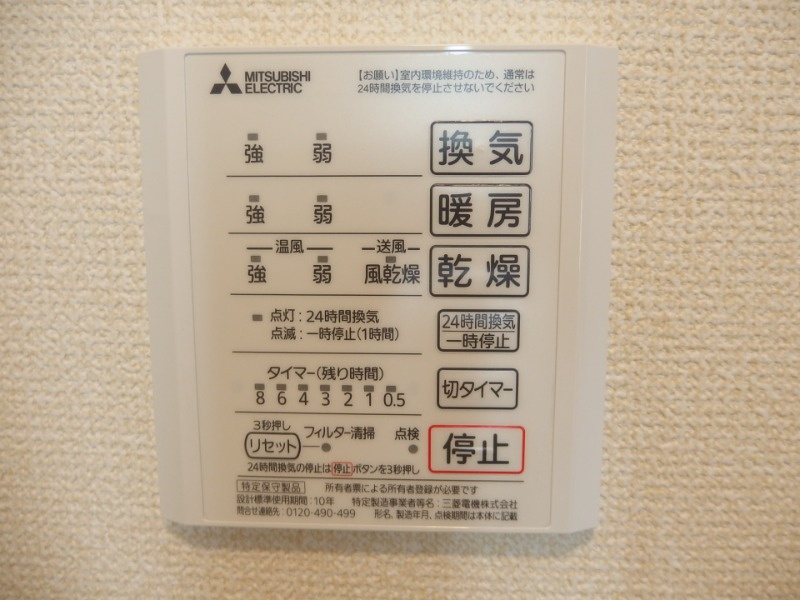 MITSUBISHI
ELECTRIC
【お願い】室内環境維持のため、通常は
24時間換気を停止させないでください
強 弱 換気
強 弱 暖房
温風 送風
強 弱 風乾燥 乾燥
点灯：24時間換気
点滅：一時停止(1時間)
24時間換気
一時停止
タイマー(残り時間)
8 6 4 3 2 1 0.5
切タイマー
3秒押し
リセット フィルター清掃 点検
停止
24時間換気の停止は停止ボタンを3秒押し
特定保守製品 所有者票による所有者登録が必要です
設計標準使用期間：10年 特定製造事業者等名：三菱電機株式会社
問合せ連絡先：0120-490-499 形名、製造年月、点検期間は本体に記載